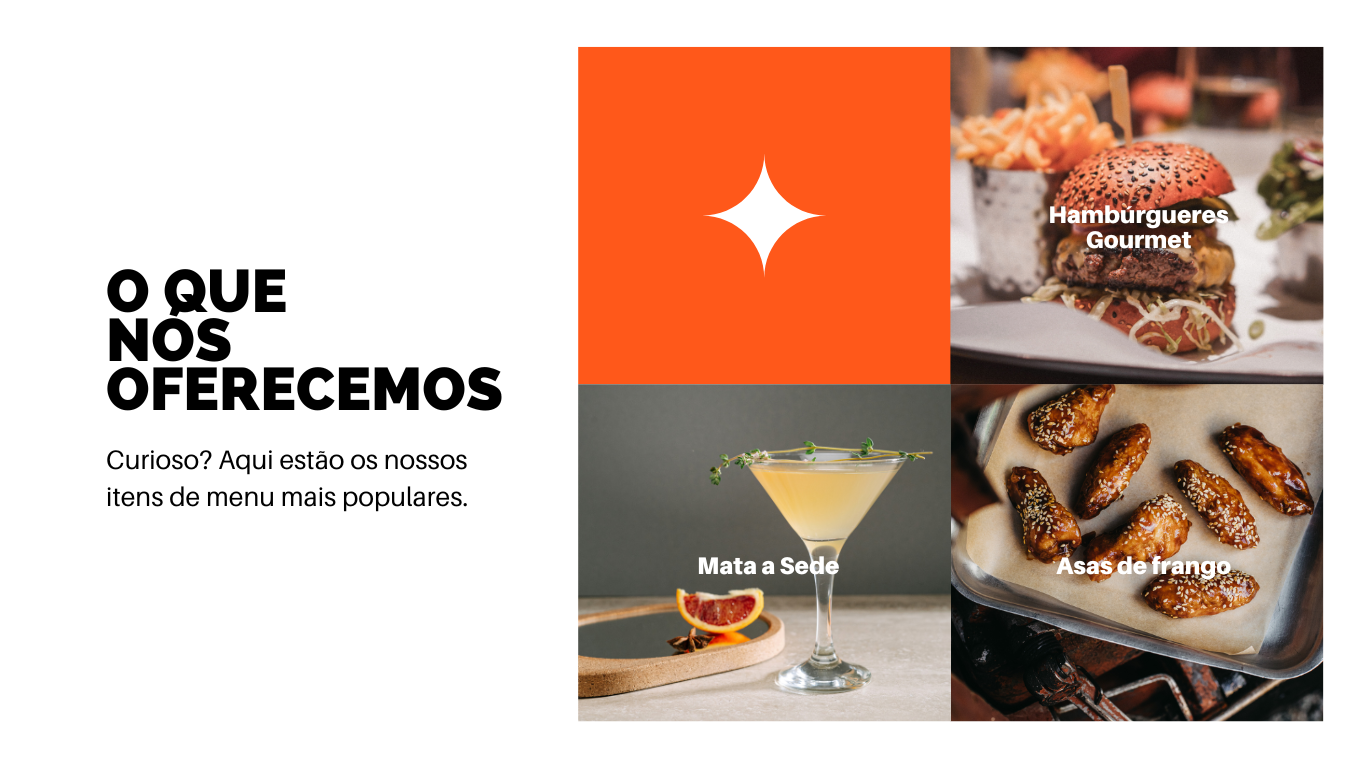 O QUE
NÓS
OFERECEMOS
Curioso? Aqui estão os nossos
itens de menu mais populares.
Hambúrgueres
Gourmet
Mata a Sede
Asas de frango